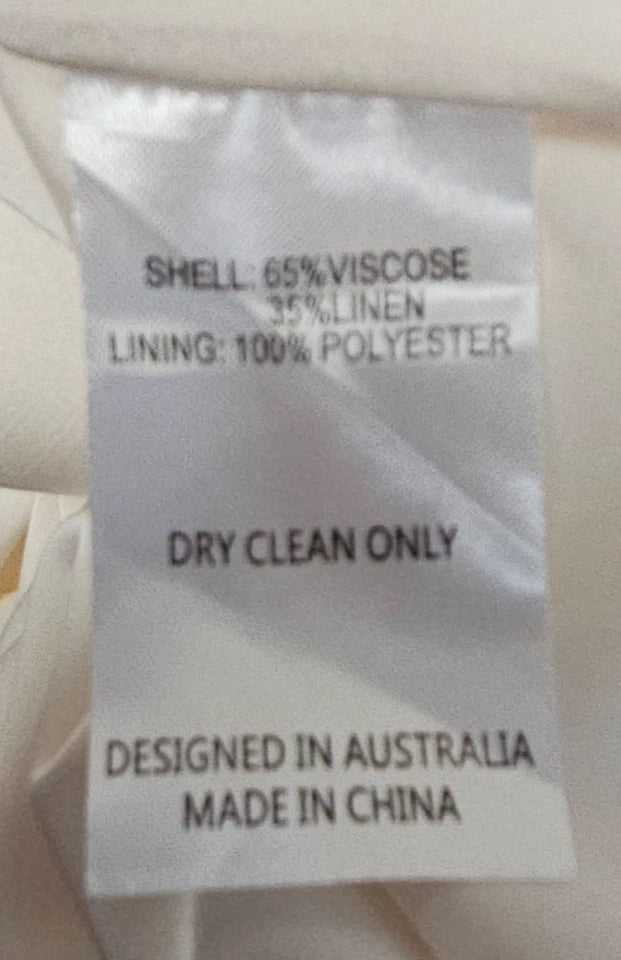 SHELL: 65%VISCOSE
35%LINEN
LINING: 100% POLYESTER
DRY CLEAN ONLY
DESIGNED IN AUSTRALIA
MADE IN CHINA